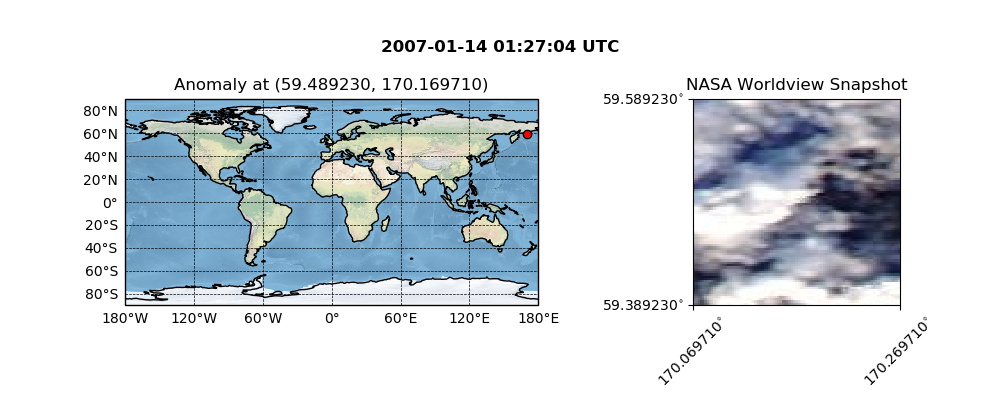 2007-01-14 01:27:04 UTC
Anomaly at (59.489230, 170.169710)
80°N
60°N
40°N
20°N
0°
20°S
40°S
60°S
80°S
180°W 120°W 60°W 0° 60°E 120°E 180°E
NASA Worldview Snapshot
59.589230°
59.389230°
170.069710°
170.269710°